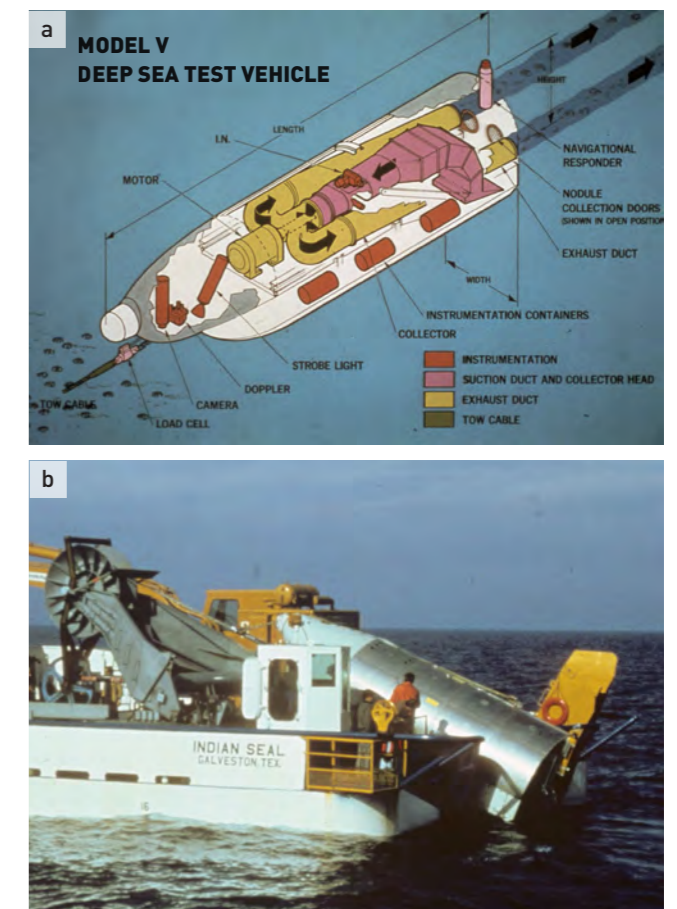 a
MODEL V
DEEP SEA TEST VEHICLE
HEIGHT
LENGTH
I.N.
NAVIGATIONAL
RESPONDER
MOTOR
NODULE
COLLECTION DOORS
(SHOWN IN OPEN POSITION
EXHAUST DUCT
WIDTH
INSTRUMENTATION CONTAINERS
COLLECTOR
STROBE LIGHT
DOPPLER
CAMERA
TOW CABLE
LOAD CELL
INSTRUMENTATION
SUCTION DUCT AND COLLECTOR HEAD
EXHAUST DUCT
TOW CABLE
b
INDIAN SEAL
GALVESTON, TEX.
16